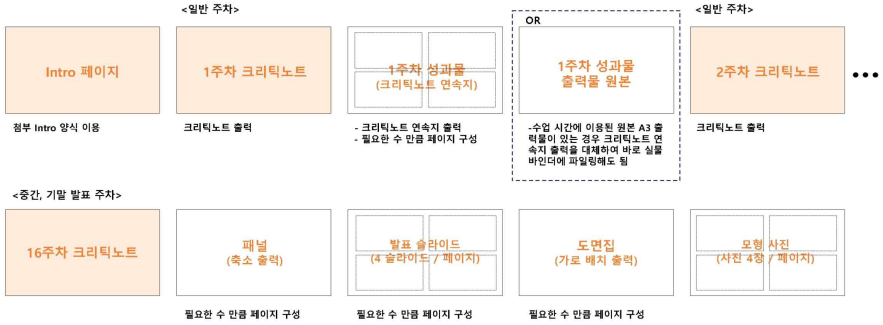 <일반 주차>
OR
<일반 주차>
Intro 페이지
1주차 크리틱노트
1주차 성과물
(크리틱노트 연속지)
1주차 성과물
출력물 원본
2주차 크리틱노트
•••
첨부 Intro 양식 이용
크리틱노트 출력
- 크리틱노트 연속지 출력
- 필요한 수 만큼 페이지 구성
-수업 시간에 이용된 원본 A3 출
력물이 있는 경우 크리틱노트 연
속지 출력을 대체하여 바로 실물
바인더에 파일링해도 됨
크리틱노트 출력
<중간, 기말 발표 주차>
16주차 크리틱노트
패널
(축소 출력)
발표 슬라이드
(4 슬라이드 / 페이지)
도면집
(가로 배치 출력)
모형 사진
(사진 4장 / 페이지)
필요한 수 만큼 페이지 구성
필요한 수 만큼 페이지 구성
필요한 수 만큼 페이지 구성